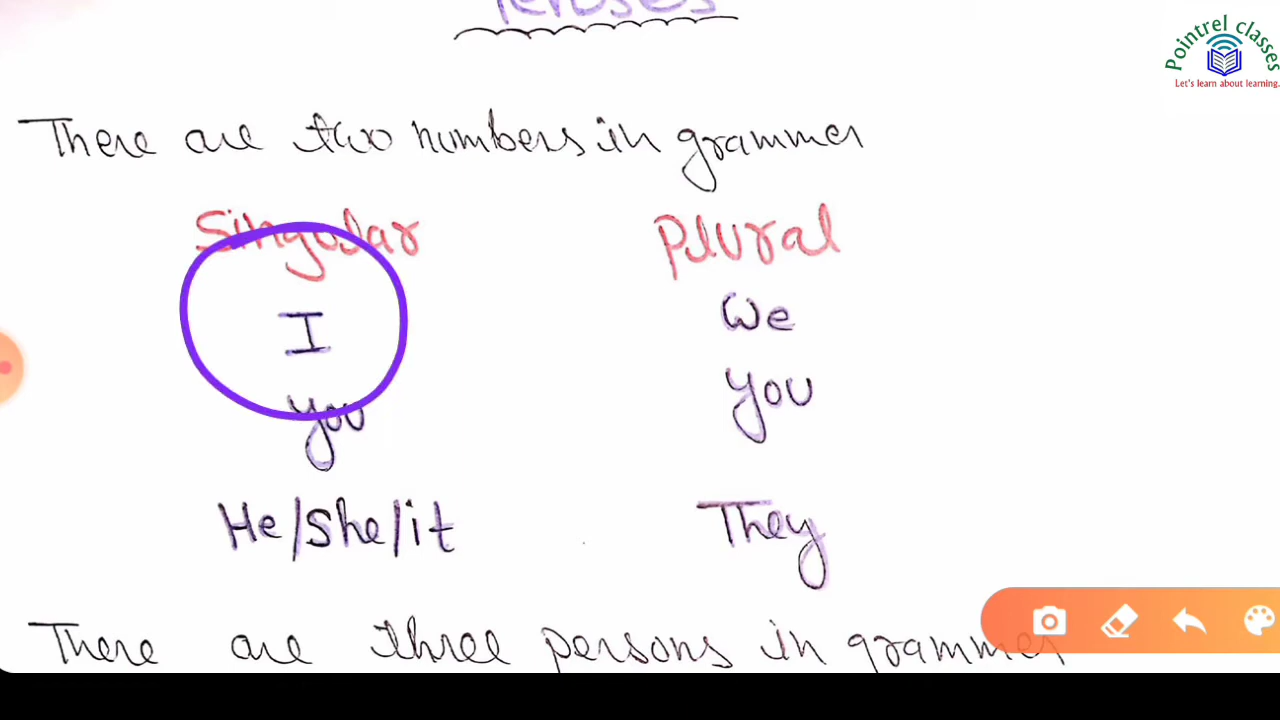 Tenses
Pointrel classes
Let's learn about learning.
There are two numbers in grammer
Singular Plural
I We
you you
He/She/it They
There are three persons in grammer